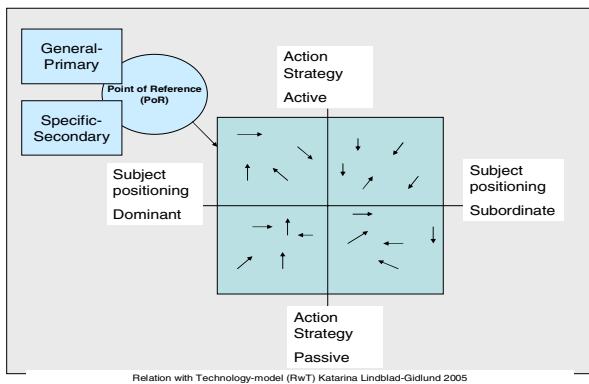 General-
Primary
Point of Reference
(PoR)
Specific-
Secondary
Action
Strategy
Active
Subject
positioning
Dominant
Subject
positioning
Subordinate
Action
Strategy
Passive
Relation with Technology-model (RwT) Katarina Lindblad-Gidlund 2005